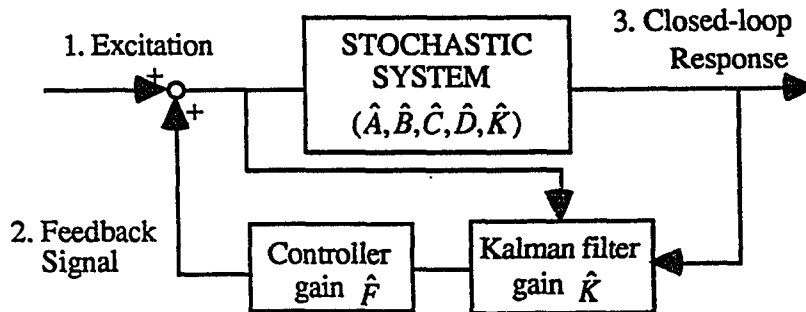 1. Excitation
+
+
STOCHASTIC
SYSTEM
(Â,B̂,Ĉ,D̂,K̂)
3. Closed-loop
Response
2. Feedback
Signal
Controller
gain F̂
Kalman filter
gain K̂